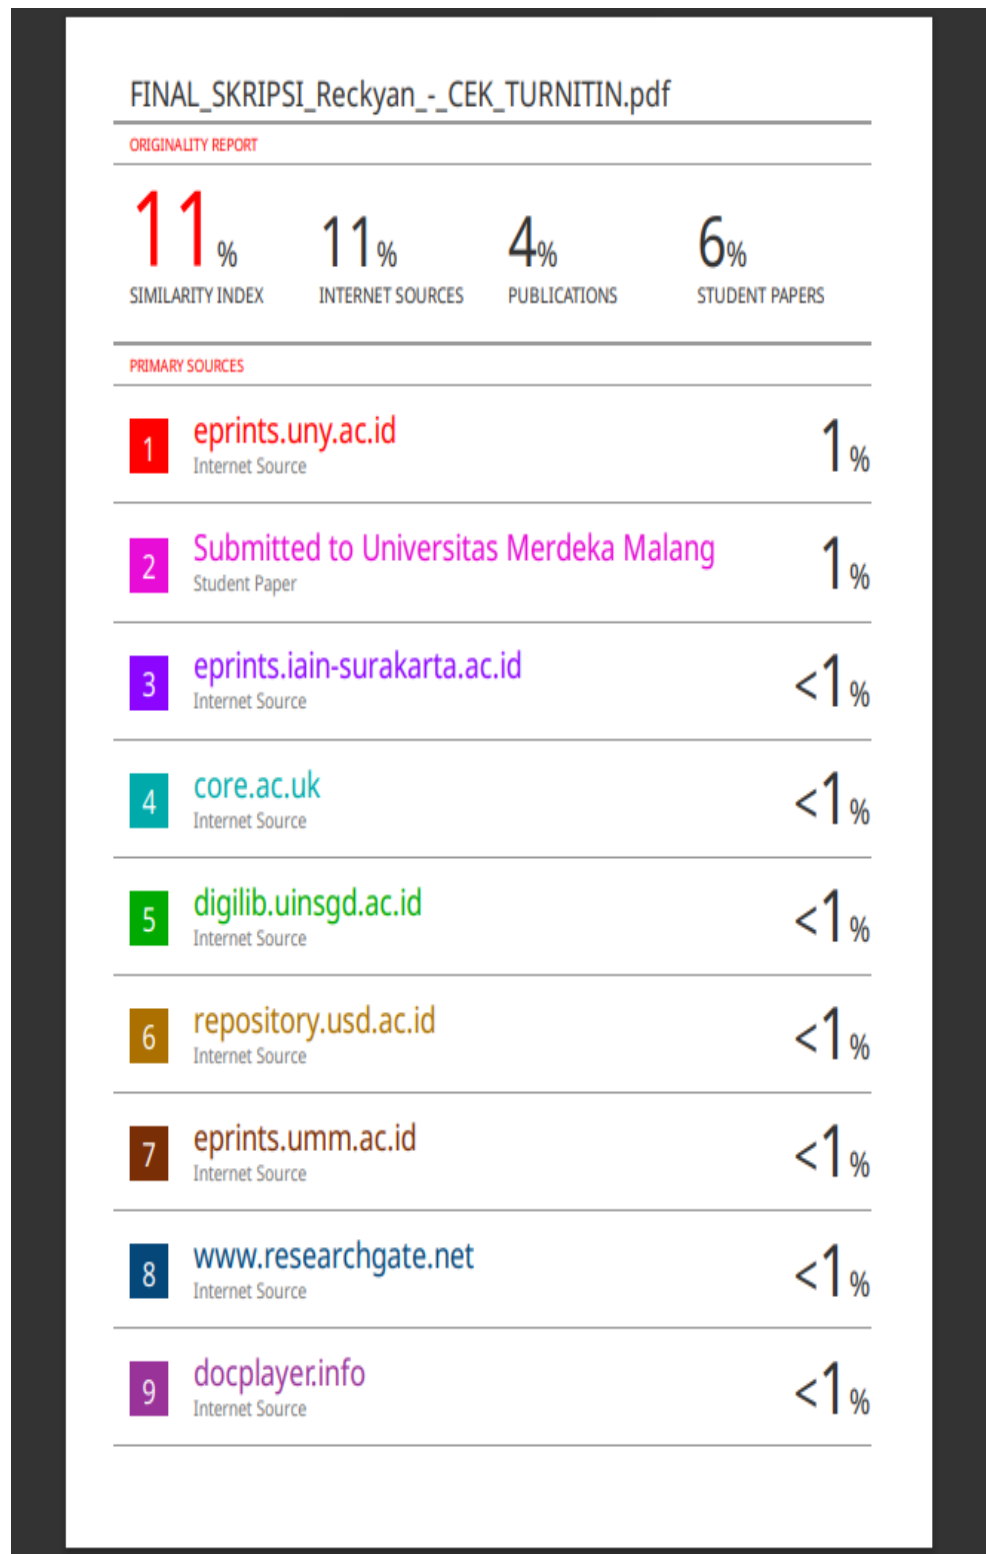 FINAL_SKRIPSI_Reckyan_-_CEK_TURNITIN.pdf
ORIGINALITY REPORT
11% 11% 4% 6%
SIMILARITY INDEX INTERNET SOURCES PUBLICATIONS STUDENT PAPERS
PRIMARY SOURCES
1 eprints.uny.ac.id 1%
Internet Source
2 Submitted to Universitas Merdeka Malang 1%
Student Paper
3 eprints.iain-surakarta.ac.id <1%
Internet Source
4 core.ac.uk <1%
Internet Source
5 digilib.uinsgd.ac.id <1%
Internet Source
6 repository.usd.ac.id <1%
Internet Source
7 eprints.umm.ac.id <1%
Internet Source
8 www.researchgate.net <1%
Internet Source
9 docplayer.info <1%
Internet Source